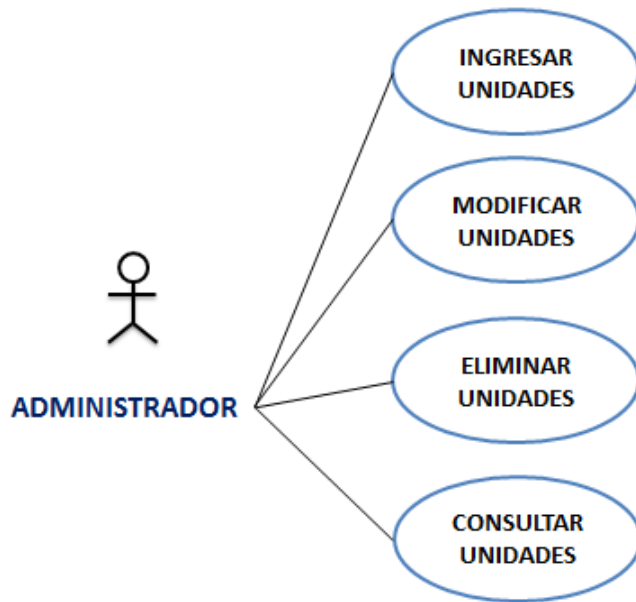 INGRESAR
UNIDADES
MODIFICAR
UNIDADES
ADMINISTRADOR
ELIMINAR
UNIDADES
CONSULTAR
UNIDADES